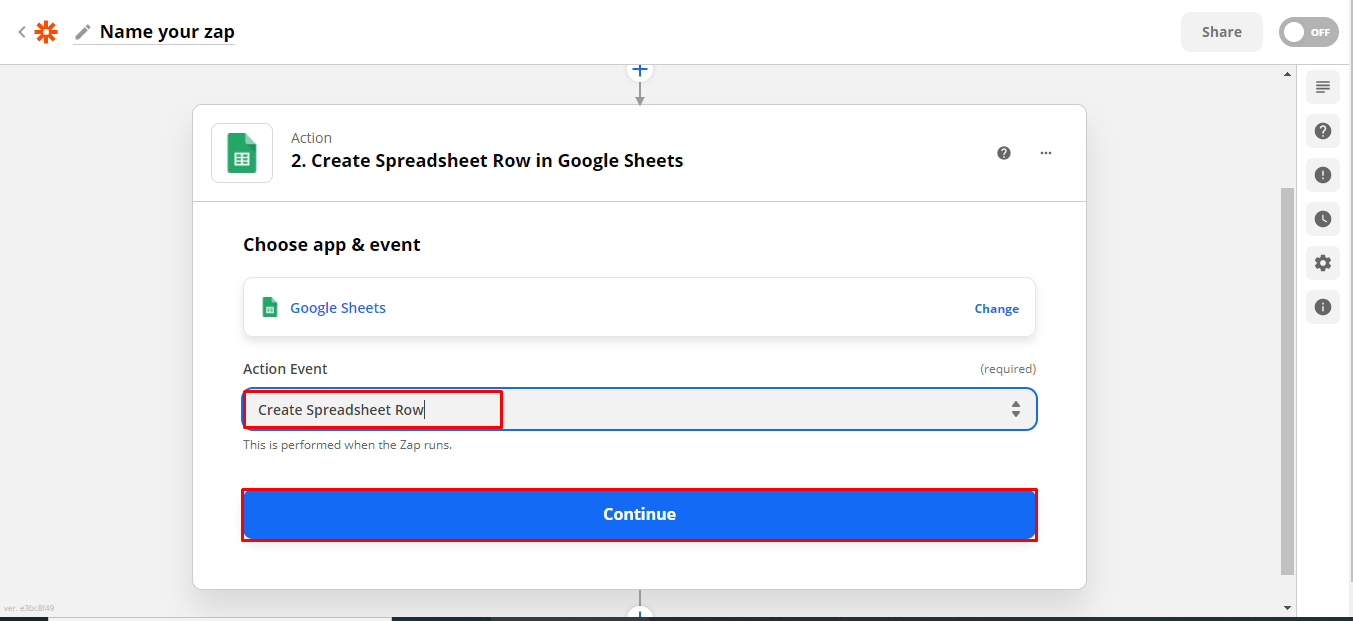 Name your zap
Share
OFF
Action
2. Create Spreadsheet Row in Google Sheets
Choose app & event
Google Sheets
Change
Action Event
(required)
Create Spreadsheet Row
This is performed when the Zap runs.
Continue
ver. e3bc8f49